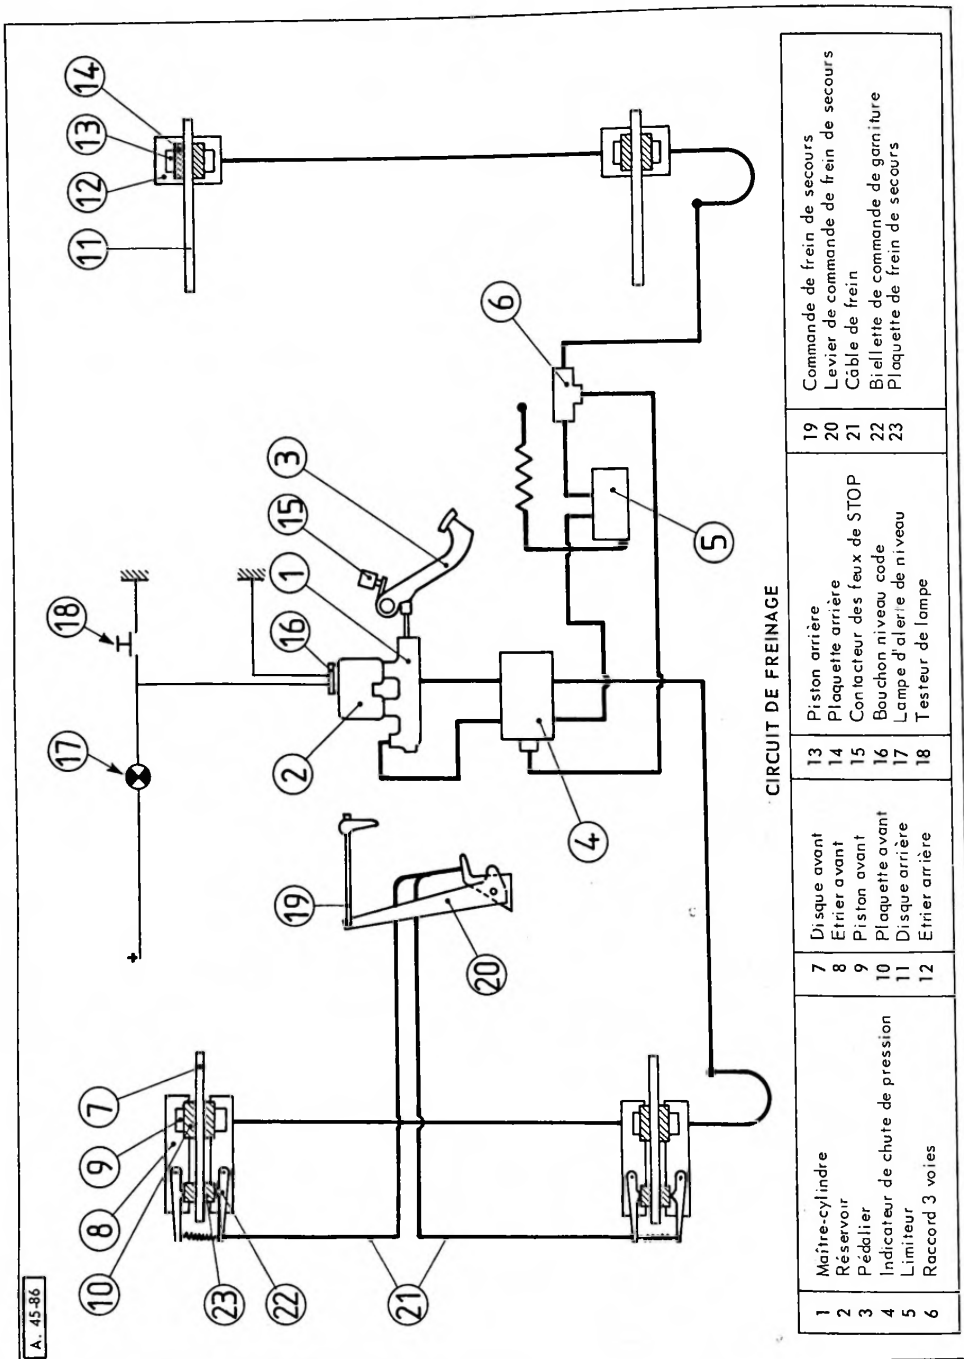 A. 45-86
CIRCUIT DE FREINAGE
1 Maître-cylindre
2 Réservoir
3 Pédalier
4 Indicateur de chute de pression
5 Limiteur
6 Raccord 3 voies
7 Disque avant
8 Etrier avant
9 Piston avant
10 Plaquette avant
11 Disque arrière
12 Etrier arrière
13 Piston arrière
14 Plaquette arrière
15 Contacteur des feux de STOP
16 Bouchon niveau code
17 Lampe d'alerte de niveau
18 Testeur de lampe
19 Commande de frein de secours
20 Levier de commande de frein de secours
21 Câble de frein
22 Biellette de commande de garniture
23 Plaquette de frein de secours
10
8
9
7
23
22
21
19
20
+
17
18
2
16
1
15
3
4
5
6
11
12
13
14